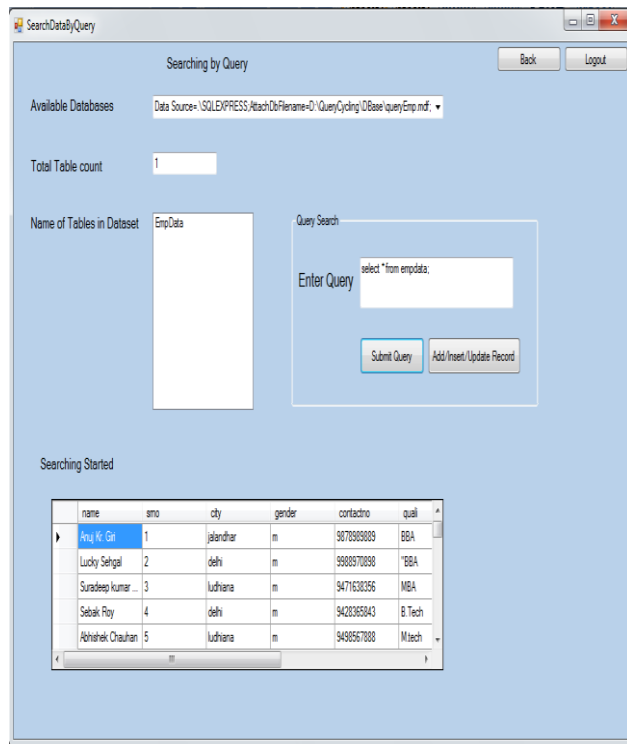 SearchDataByQuery
Searching by Query
Back
Logout
Available Databases
Data Source=.\SQLEXPRESS;AttachDbFilename=D:\QueryCycling\DBase\queryEmp.mdf;
Total Table count
1
Name of Tables in Dataset
EmpData
Query Search
Enter Query
select * from empdata;
Submit Query
Add/Insert/Update Record
Searching Started
name srno city gender contactno quali
Anuj Kr. Giri 1 jalandhar m 9878989889 BBA
Lucky Sehgal 2 delhi m 9988970898 "BBA
Suradeep kumar ... 3 ludhiana m 9471638356 MBA
Sebak Roy 4 delhi m 9428365843 B.Tech
Abhishek Chauhan 5 ludhiana m 9498567888 M.tech